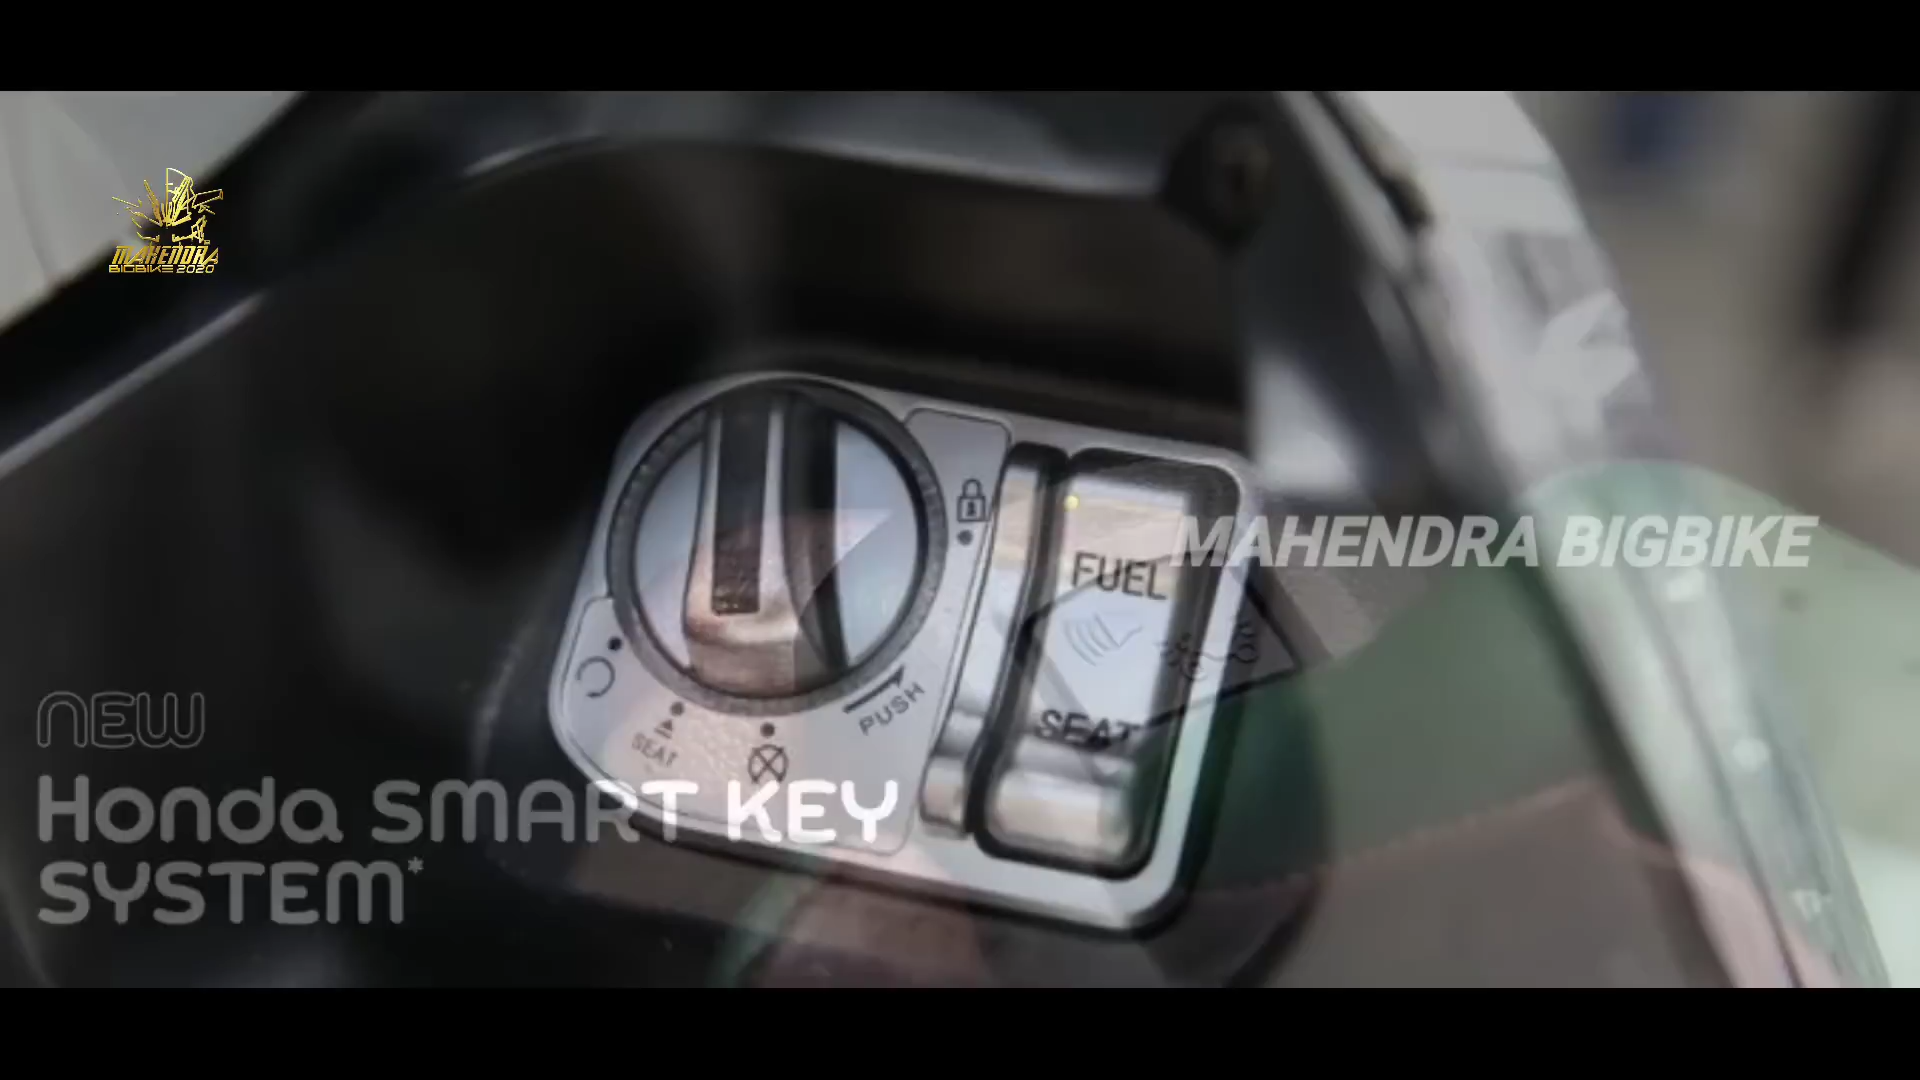 MAHENDRA
BIGBIKE 2020
FUEL
MAHENDRA BIGBIKE
PUSH
SEAT
SEAT
NEW
Honda SMART KEY
SYSTEM*